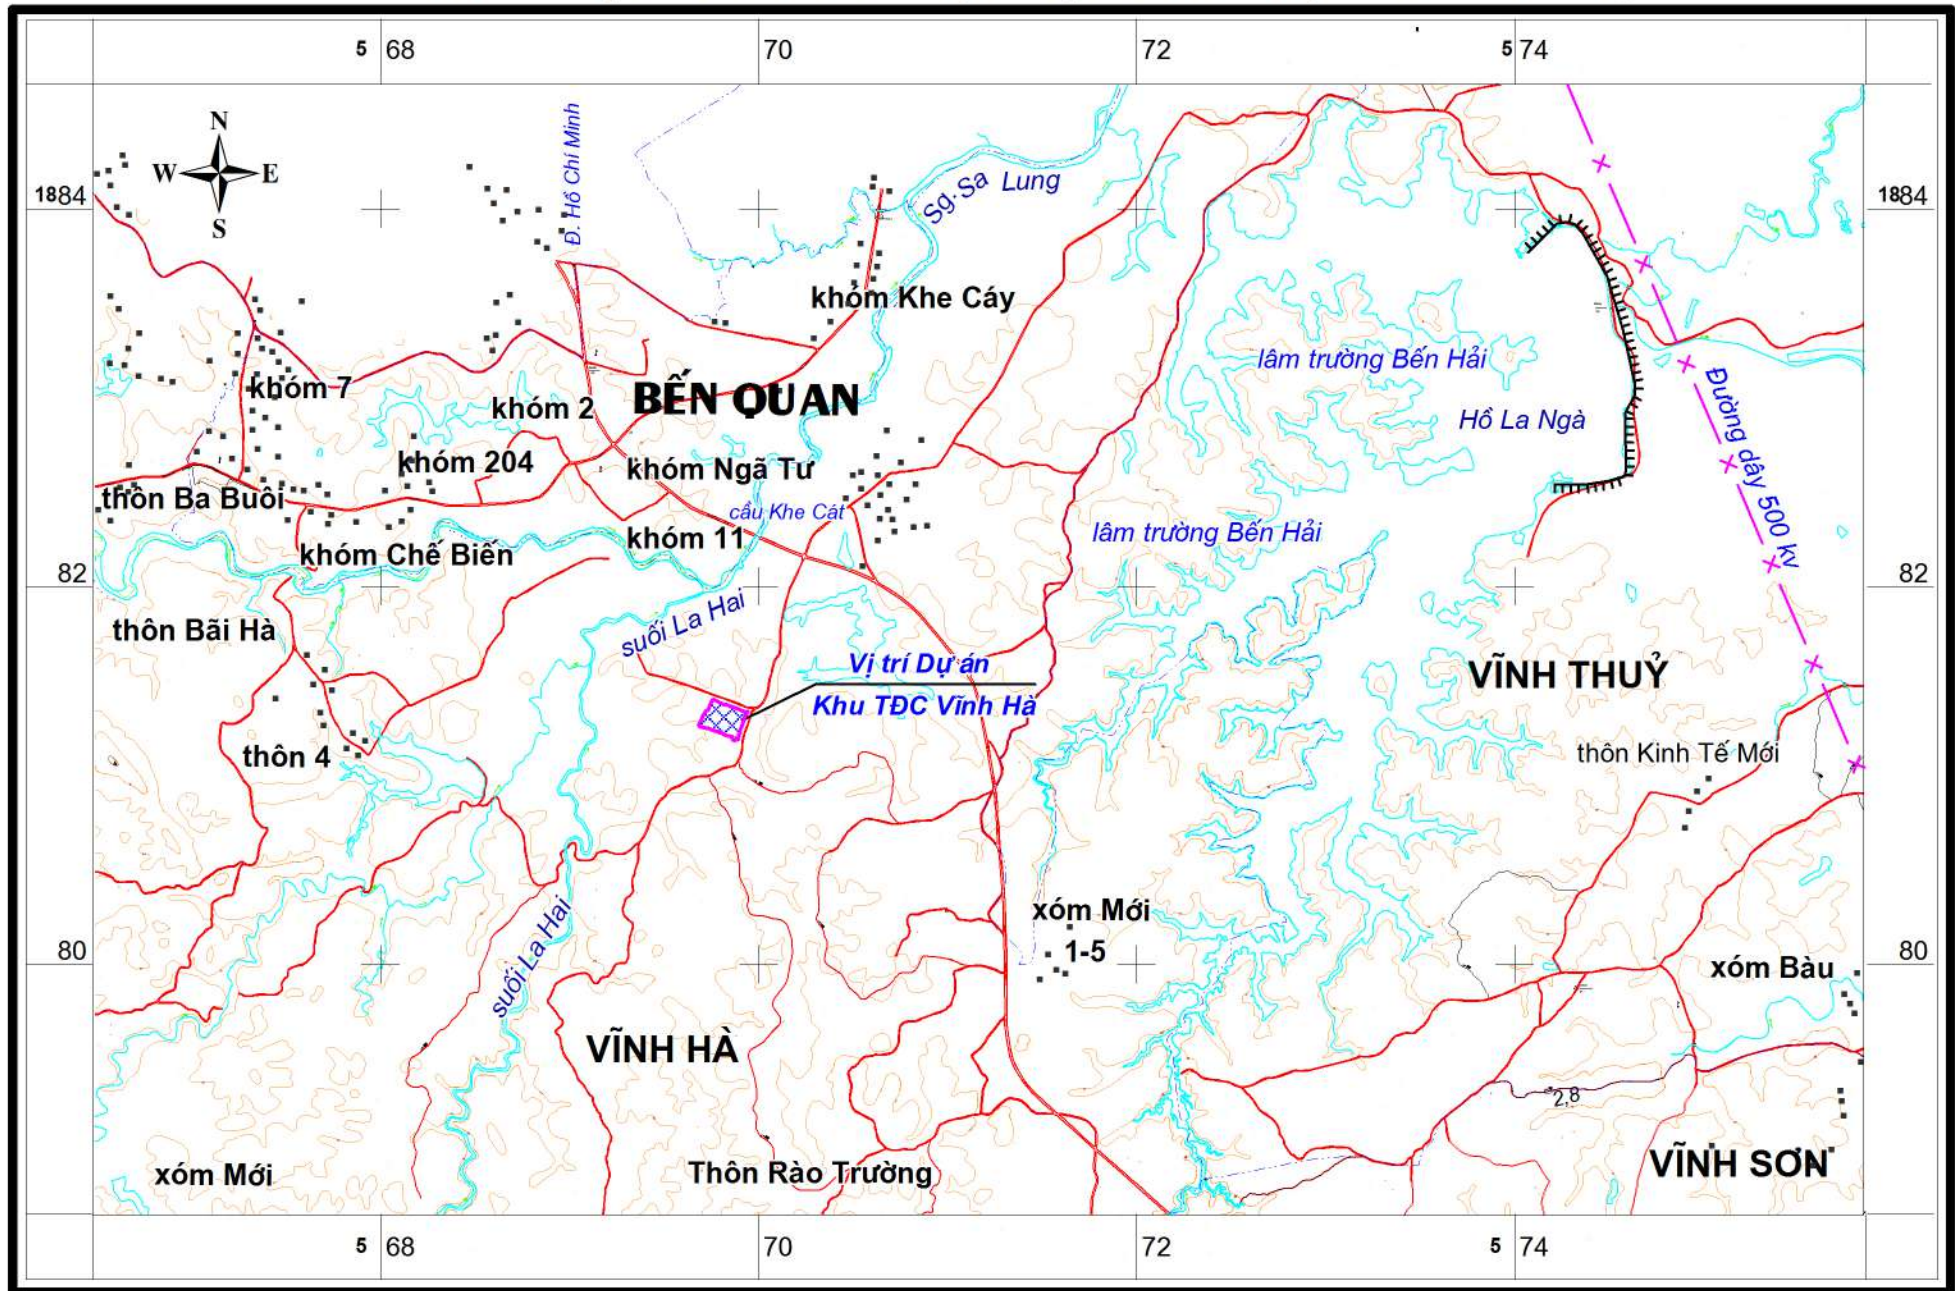 5 68 70 72 5 74
N
Đ. Hồ Chí Minh
W E
Sg. Sa Lung
1884 1884
S
khóm Khe Cáy
lâm trường Bến Hải
khóm 7
BẾN QUAN
khóm 2
Hồ La Ngà
Đường dây 500 kv
khóm 204
khóm Ngã Tư
thôn Ba Buôi
cầu Khe Cát
khóm 11
lâm trường Bến Hải
khóm Chế Biến
82 82
suối La Hai
thôn Bãi Hà
Vị trí Dự án
VĨNH THUỶ
Khu TĐC Vĩnh Hà
thôn 4
thôn Kinh Tế Mới
xóm Mới
1-5
suối La Hai
80 80
xóm Bàu
VĨNH HÀ
2,8
xóm Mới
Thôn Rào Trường
VĨNH SƠN
5 68 70 72 5 74